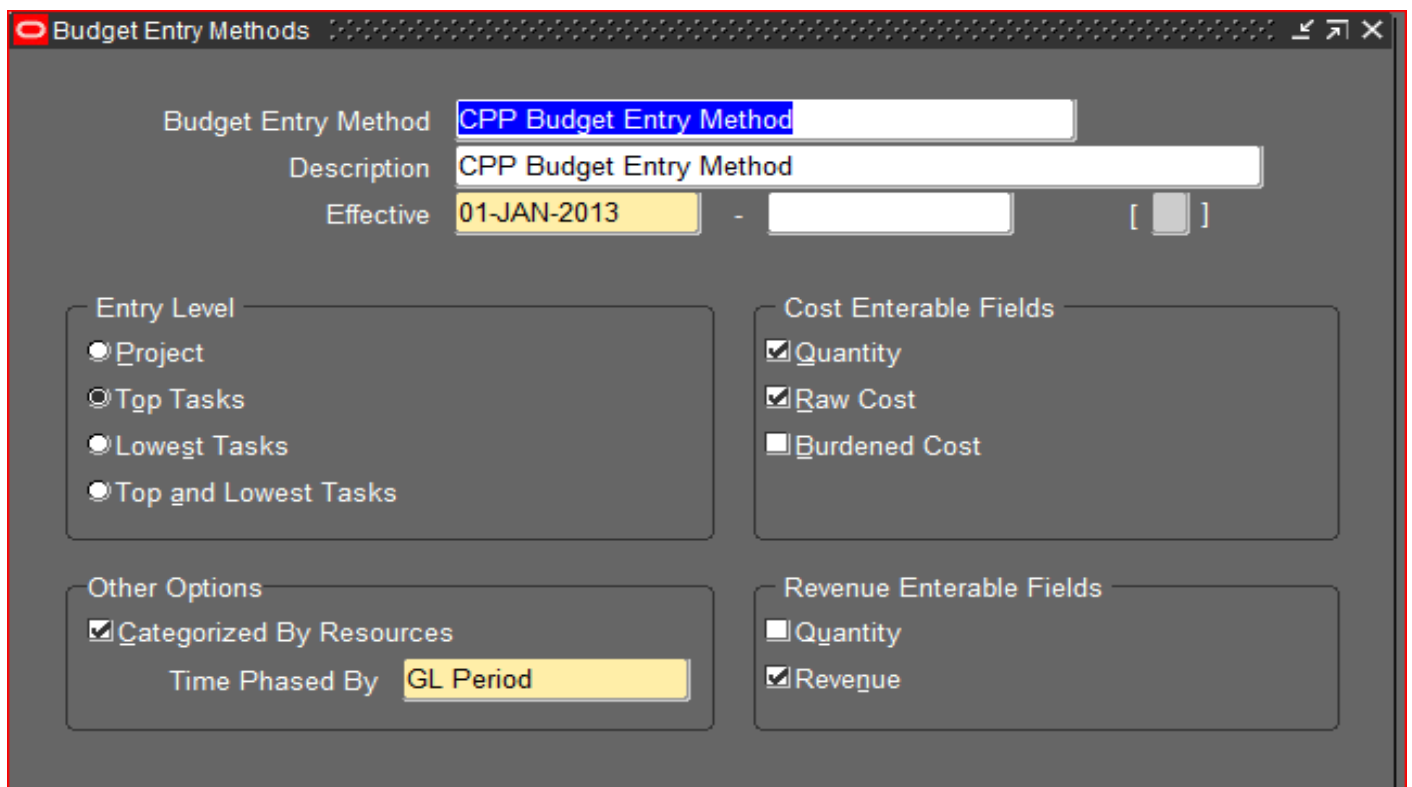 Budget Entry Methods
Budget Entry Method CPP Budget Entry Method
Description CPP Budget Entry Method
Effective 01-JAN-2013 - [ ]
Entry Level
Project
Top Tasks
Lowest Tasks
Top and Lowest Tasks
Cost Enterable Fields
Quantity
Raw Cost
Burdened Cost
Other Options
Categorized By Resources
Time Phased By GL Period
Revenue Enterable Fields
Quantity
Revenue